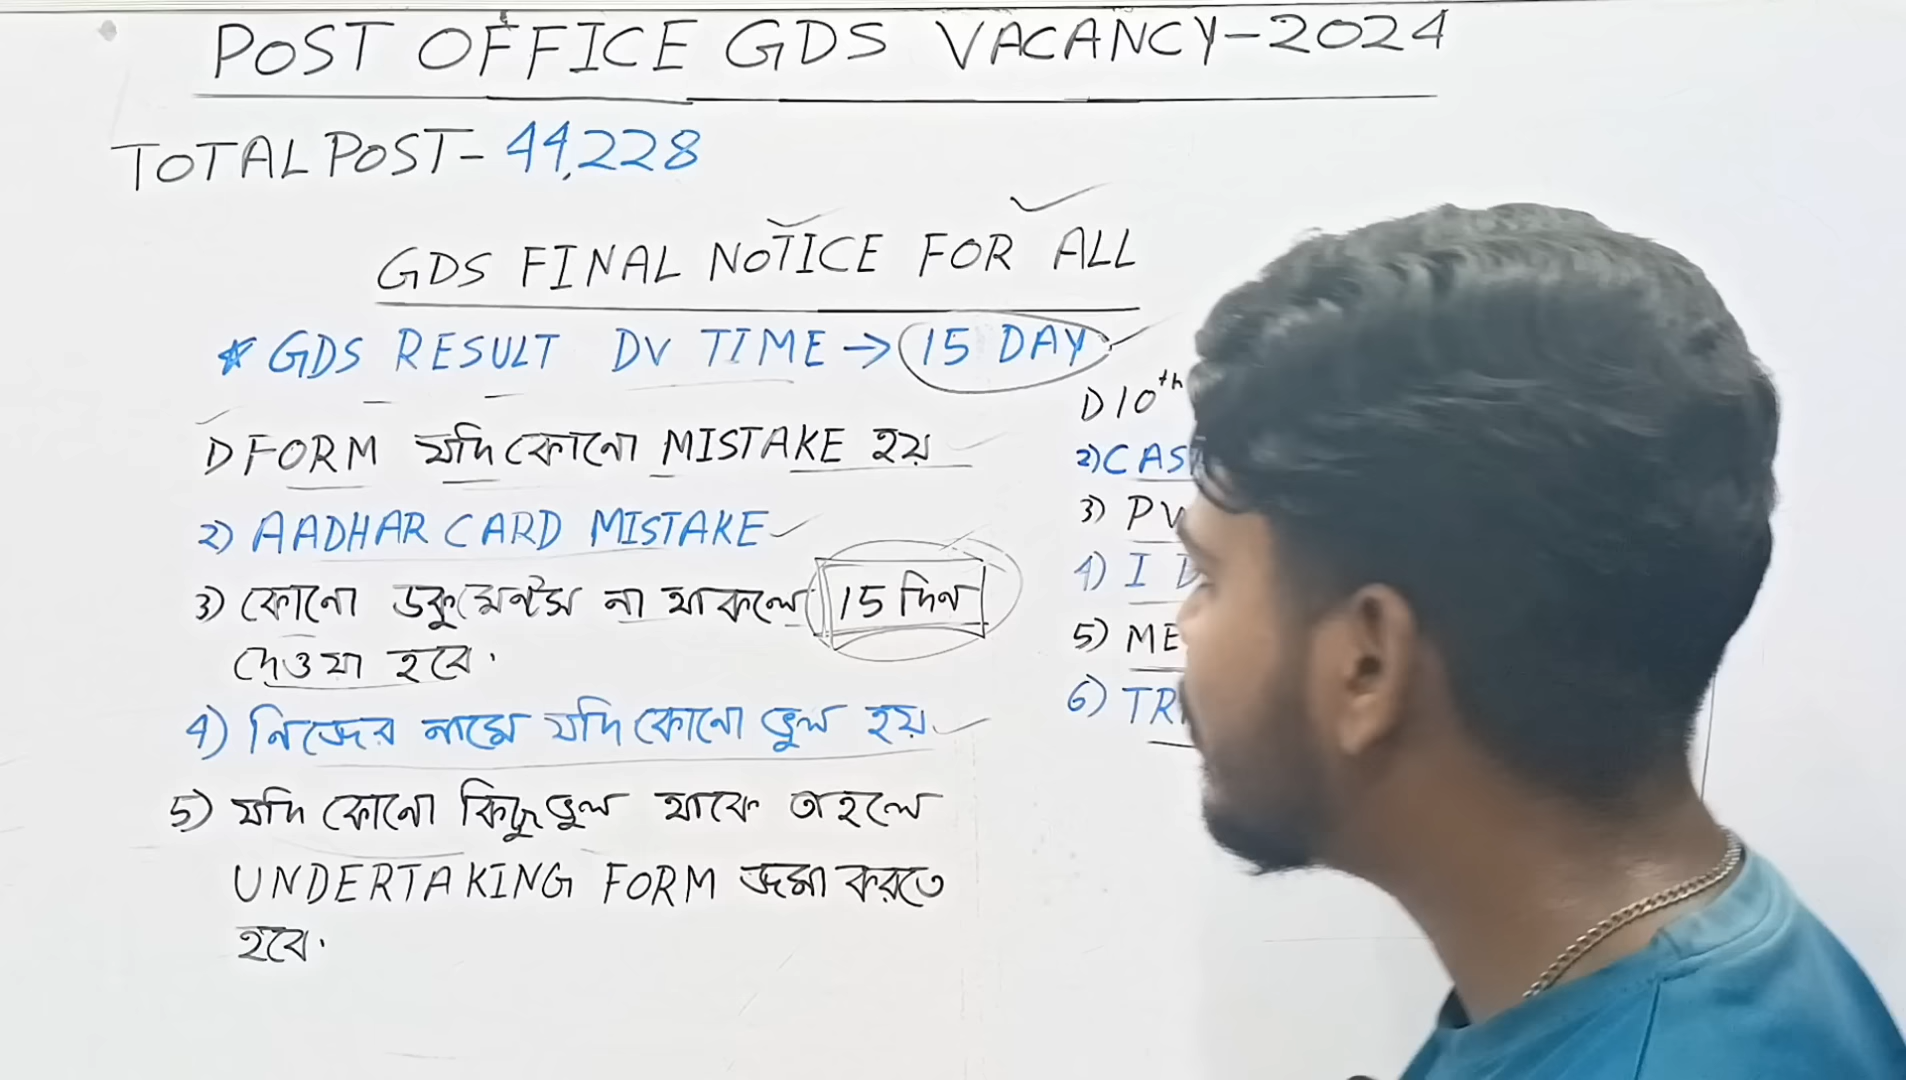 POST OFFICE GDS VACANCY-2024
TOTAL POST- 44,228
GDS FINAL NOTICE FOR ALL
* GDS RESULT DV TIME → 15 DAY
1) FORM যদি কোনো MISTAKE হয়
2) AADHAR CARD MISTAKE
3) কোনো ডকুমেন্টস না থাকলে 15 দিন
দেওয়া হবে.
4) নিজের নামে যদি কোনো ভুল হয়
5) যদি কোনো কিছু ভুল থাকে তাহলে
UNDERTAKING FORM জমা করতে
হবে.
1) 10th
2) CAS
3) PV
4) I D
5) ME
6) TR